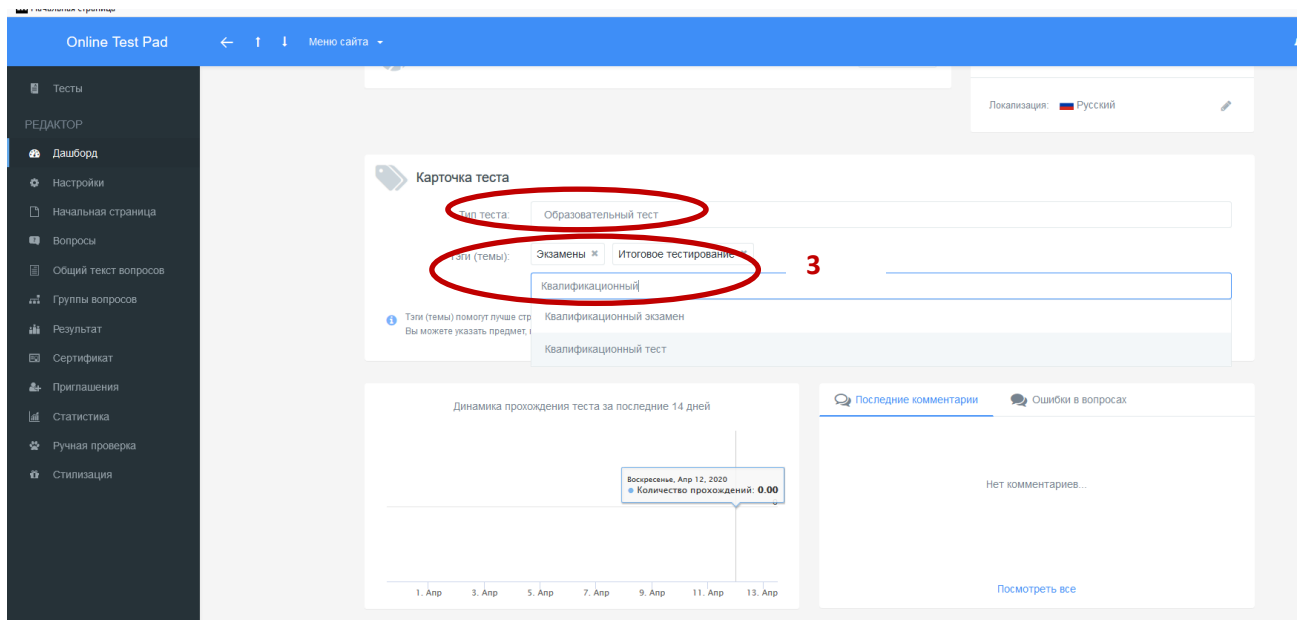 Начальная страница
Online Test Pad
Меню сайта
Тесты
РЕДАКТОР
Дашборд
Настройки
Начальная страница
Вопросы
Общий текст вопросов
Группы вопросов
Результат
Сертификат
Приглашения
Статистика
Ручная проверка
Стилизация
Локализация: Русский
Карточка теста
Тип теста: Образовательный тест
Тэги (темы): Экзамены × Итоговое тестирование ×
3
Квалификационный
Тэги (темы) помогут лучше стр
Вы можете указать предмет,
Квалификационный экзамен
Квалификационный тест
Динамика прохождения теста за последние 14 дней
Воскресенье, Апр 12, 2020
Количество прохождений: 0.00
0
1. Апр 3. Апр 5. Апр 7. Апр 9. Апр 11. Апр 13. Апр
Последние комментарии Ошибки в вопросах
Нет комментариев...
Посмотреть все